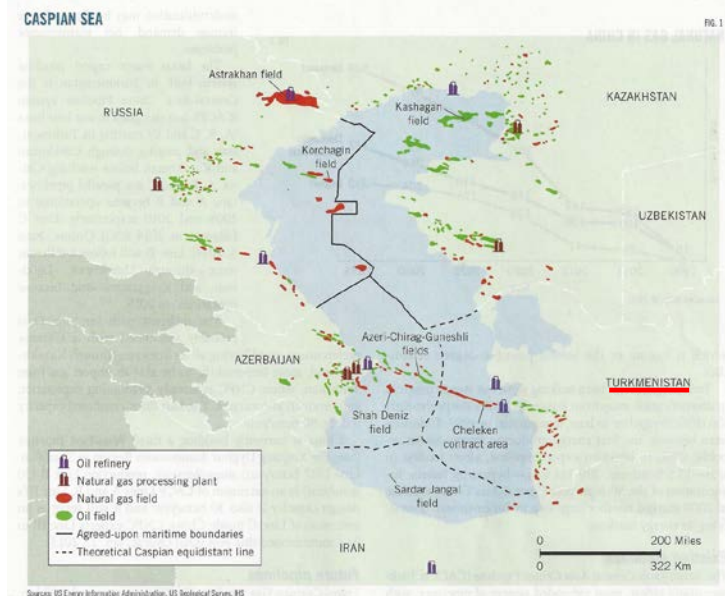 CASPIAN SEA
FIG. 1
Astrakhan field
RUSSIA
Kashagan
field
KAZAKHSTAN
Korchagin
field
UZBEKISTAN
AZERBAIJAN
Azeri-Chirag-Guneshli
fields
TURKMENISTAN
Shah Deniz
field
Cheleken
contract area
Sardar Jangal
field
Oil refinery
Natural gas processing plant
Natural gas field
Oil field
Agreed-upon maritime boundaries
Theoretical Caspian equidistant line
IRAN
0 200 Miles
0 322 Km
Sources: US Energy Information Administration, US Geological Survey, IHS